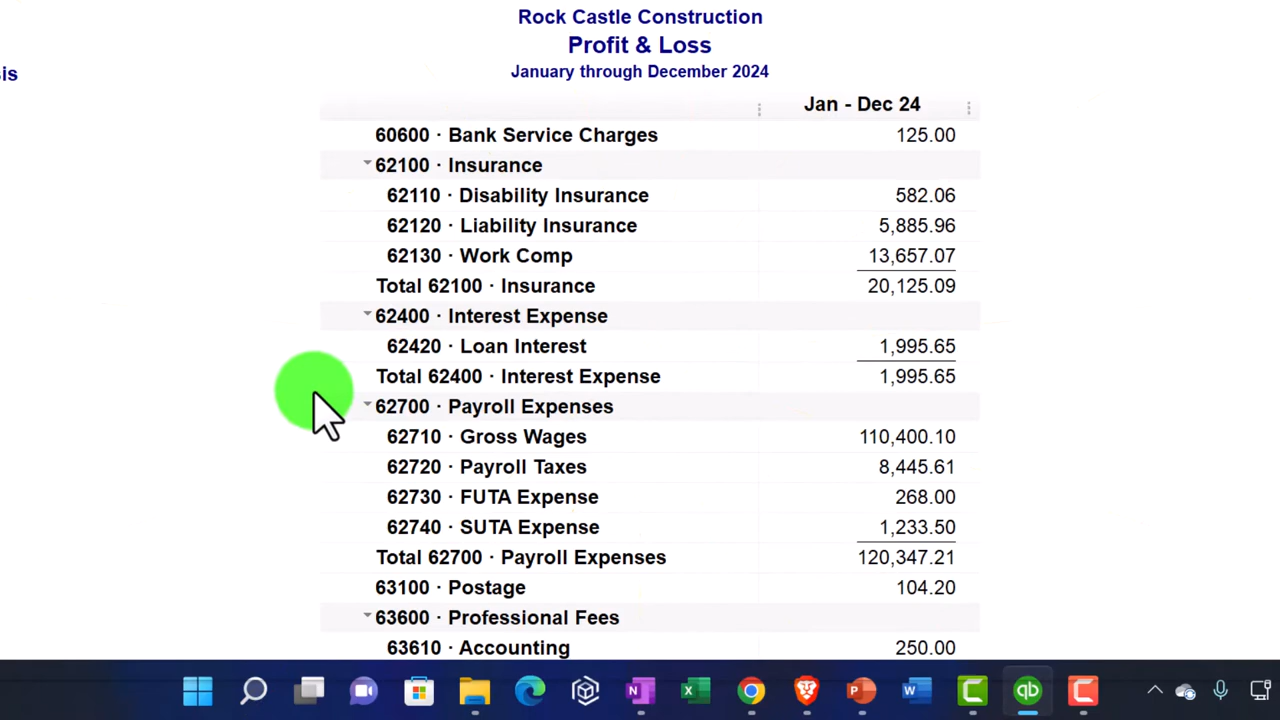 Rock Castle Construction
Profit & Loss
sis
January through December 2024
Jan - Dec 24
60600 · Bank Service Charges 125.00
62100 · Insurance
62110 · Disability Insurance 582.06
62120 · Liability Insurance 5,885.96
62130 · Work Comp 13,657.07
Total 62100 · Insurance 20,125.09
62400 · Interest Expense
62420 · Loan Interest 1,995.65
Total 62400 · Interest Expense 1,995.65
62700 · Payroll Expenses
62710 · Gross Wages 110,400.10
62720 · Payroll Taxes 8,445.61
62730 · FUTA Expense 268.00
62740 · SUTA Expense 1,233.50
Total 62700 · Payroll Expenses 120,347.21
63100 · Postage 104.20
63600 · Professional Fees
63610 · Accounting 250.00